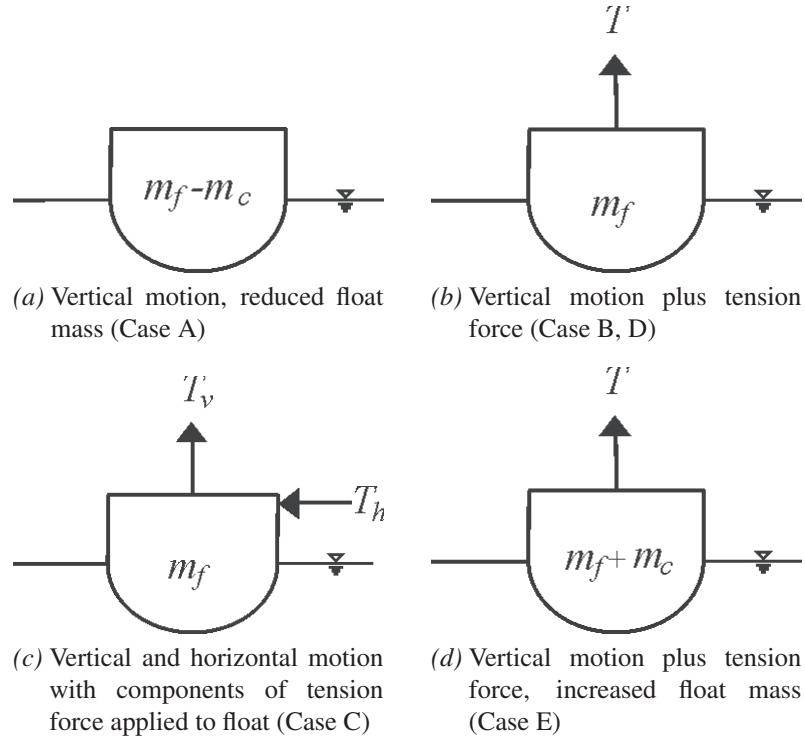 m_f - m_c
(a) Vertical motion, reduced float
mass (Case A)
T
m_f
(b) Vertical motion plus tension
force (Case B, D)
T_v
T_h
m_f
(c) Vertical and horizontal motion
with components of tension
force applied to float (Case C)
T
m_f + m_c
(d) Vertical motion plus tension
force, increased float mass
(Case E)